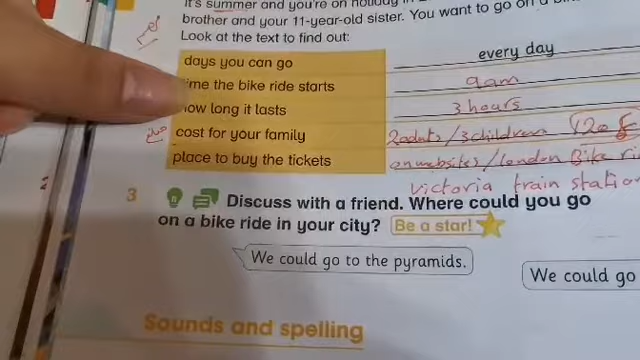 It's summer and you're on holiday in
brother and your 11-year-old sister. You want to go on a
Look at the text to find out:
days you can go every day
ime the bike ride starts 9am
how long it lasts 3 hours
cost for your family 2adults/3children
place to buy the tickets onwebsites/london Bike
victoria train station
3 Discuss with a friend. Where could you go
on a bike ride in your city? Be a star!
We could go to the pyramids.
We could go
Sounds and spelling